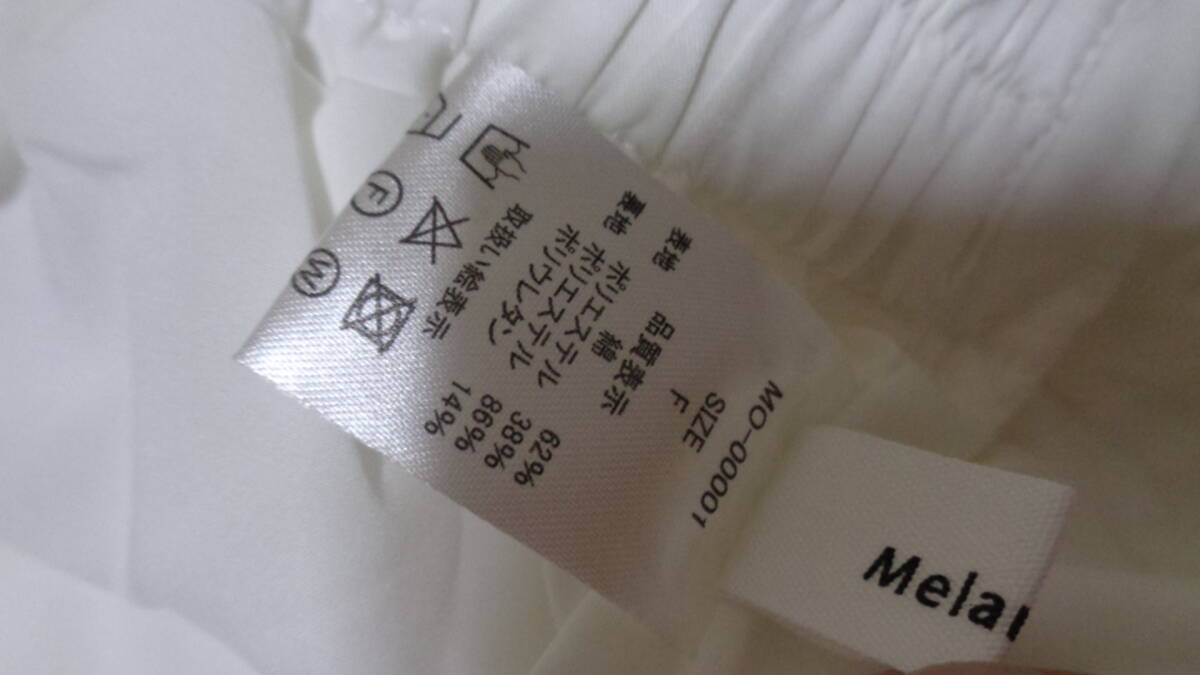 MO-00001
SIZE
F
品質表示
表地 綿 62%
ポリエステル 38%
裏地 ポリエステル 86%
ポリウレタン 14%
取扱い絵表示
F
W